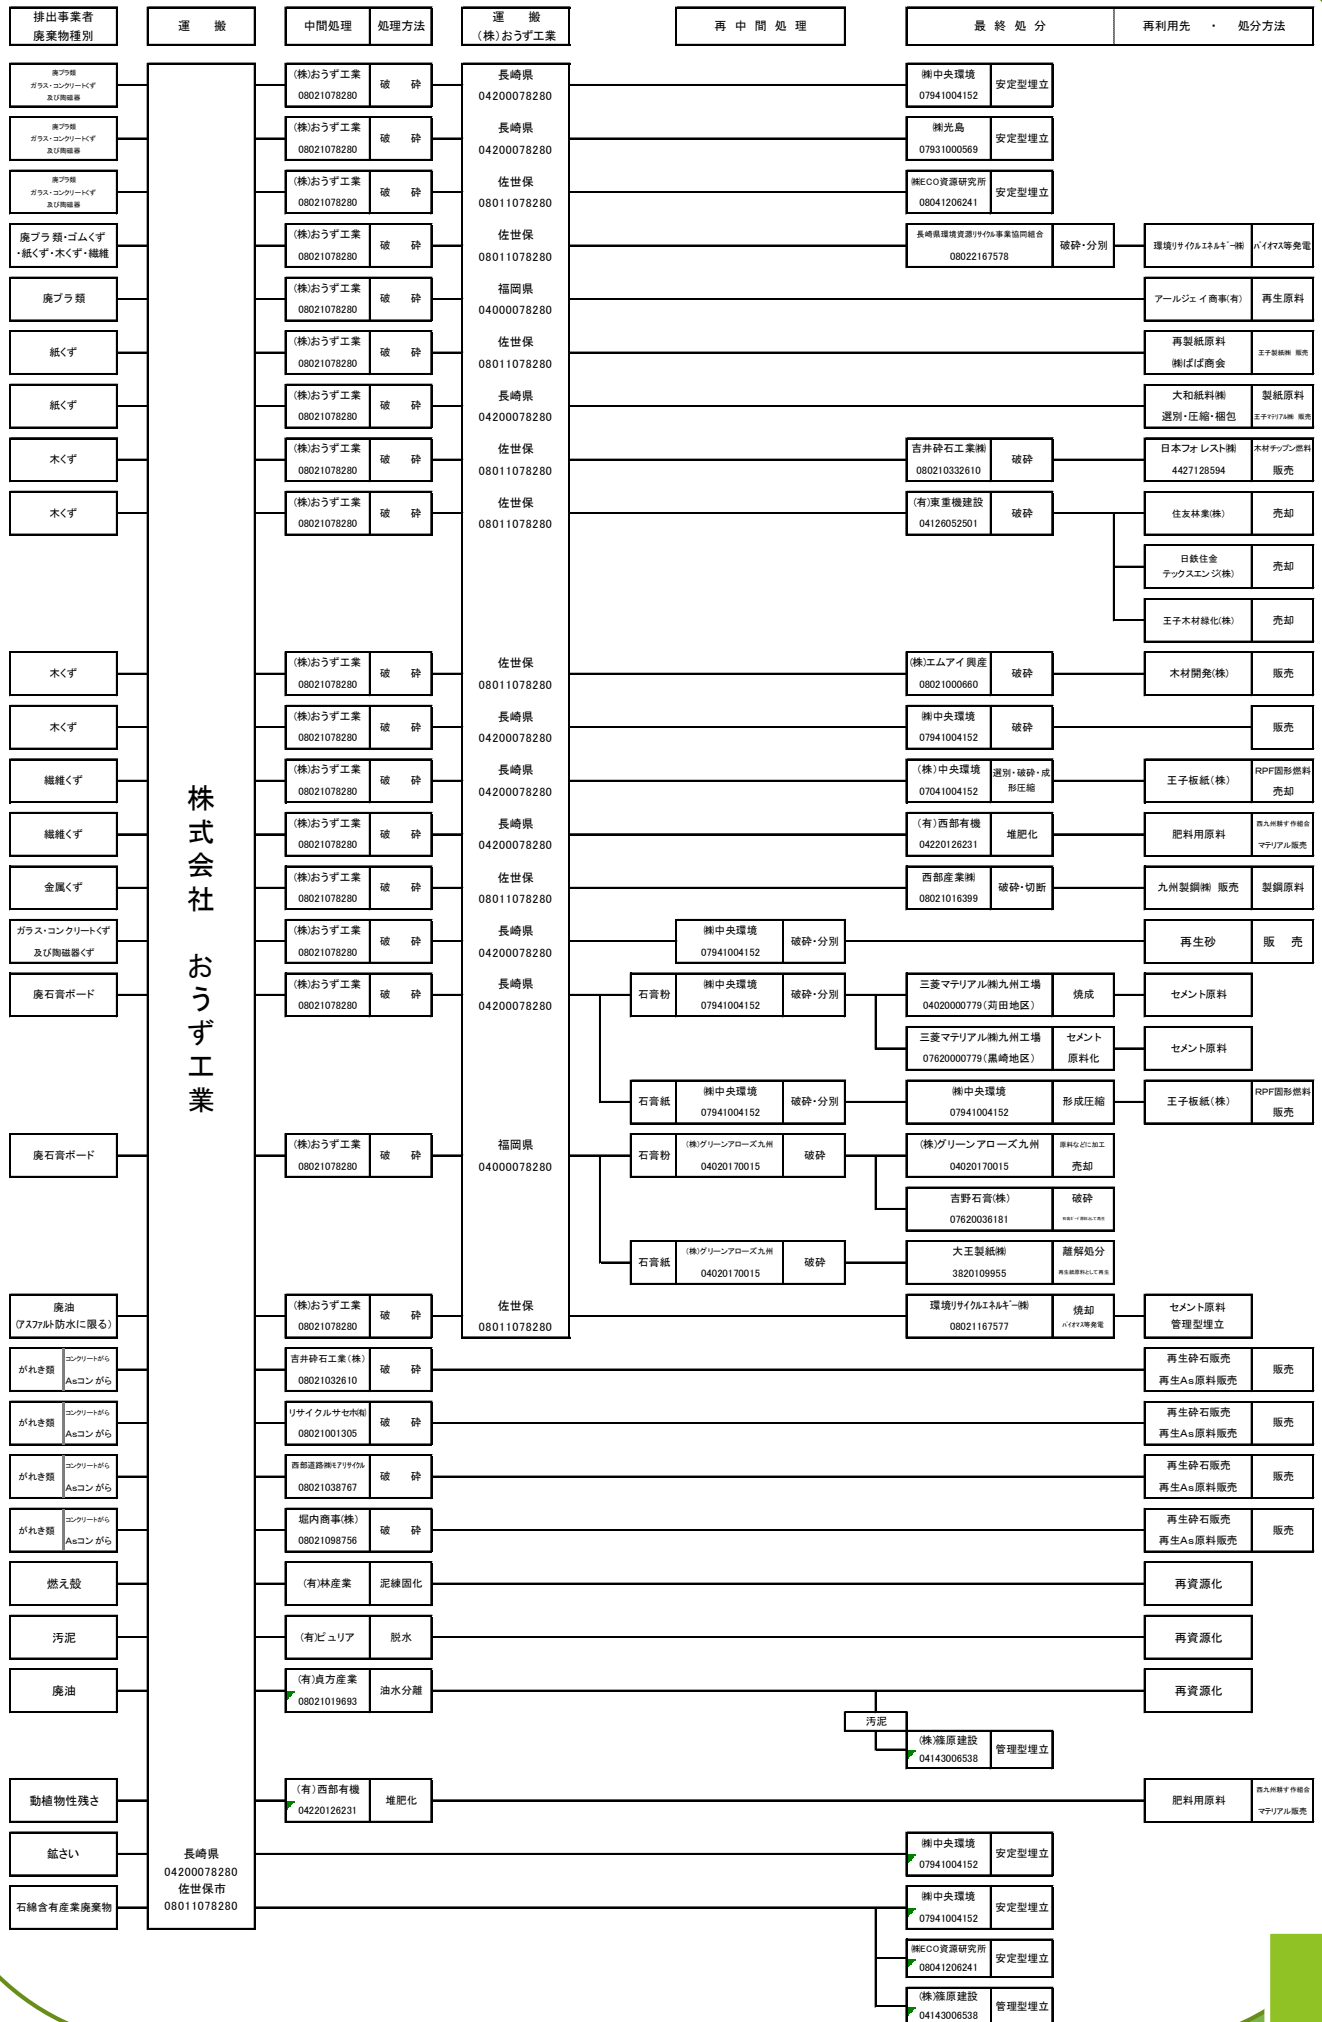 排出事業者
廃棄物種別
運　搬
中間処理
処理方法
運　搬
(株)おうず工業
再 中 間 処 理
最 終 処 分
再利用先　・　処分方法
株式会社　おうず工業
長崎県
04200078280
佐世保市
08011078280
廃プラ類
ガラス・コンクリートくず
及び陶磁器
(株)おうず工業
08021078280
破　砕
長崎県
04200078280
㈱中央環境
07941004152
安定型埋立
廃プラ類
ガラス・コンクリートくず
及び陶磁器
(株)おうず工業
08021078280
破　砕
長崎県
04200078280
㈱光島
07931000569
安定型埋立
廃プラ類
ガラス・コンクリートくず
及び陶磁器
(株)おうず工業
08021078280
破　砕
佐世保
08011078280
㈱ECO資源研究所
08041206241
安定型埋立
廃プラ類・ゴムくず
・紙くず・木くず・繊維
(株)おうず工業
08021078280
破　砕
佐世保
08011078280
長崎県環境資源リサイクル事業協同組合
08022167578
破砕・分別
環境リサイクルエネルギー㈱
バイオマス等発電
廃プラ類
(株)おうず工業
08021078280
破　砕
福岡県
04000078280
アールジェイ商事(有)
再生原料
紙くず
(株)おうず工業
08021078280
破　砕
佐世保
08011078280
再製紙原料
㈱ぱぱ商会
王子製紙㈱ 販売
紙くず
(株)おうず工業
08021078280
破　砕
長崎県
04200078280
大和紙料㈱
選別・圧縮・梱包
製紙原料
王子マテリアル㈱ 販売
木くず
(株)おうず工業
08021078280
破　砕
佐世保
08011078280
吉井砕石工業㈱
080210332610
破砕
日本フォレスト㈱
4427128594
木材チップン燃料
販売
木くず
(株)おうず工業
08021078280
破　砕
佐世保
08011078280
(有)東重機建設
04126052501
破砕
住友林業(株)
売却
日鉄住金
テックスエンジ(株)
売却
王子木材緑化(株)
売却
木くず
(株)おうず工業
08021078280
破　砕
佐世保
08011078280
(株)エムアイ興産
08021000660
破砕
木材開発(株)
販売
木くず
(株)おうず工業
08021078280
破　砕
長崎県
04200078280
㈱中央環境
07941004152
破砕
販売
繊維くず
(株)おうず工業
08021078280
破　砕
長崎県
04200078280
(株)中央環境
07041004152
選別・破砕・成
形圧縮
王子板紙(株)
RPF固形燃料
売却
繊維くず
(株)おうず工業
08021078280
破　砕
長崎県
04200078280
(有)西部有機
04220126231
堆肥化
肥料用原料
西九州耕す作組合
マテリアル販売
金属くず
(株)おうず工業
08021078280
破　砕
佐世保
08011078280
西部産業㈱
08021016399
破砕・切断
九州製鋼㈱ 販売
製鋼原料
ガラス・コンクリートくず
及び陶磁器くず
(株)おうず工業
08021078280
破　砕
長崎県
04200078280
㈱中央環境
07941004152
破砕・分別
再生砂
販　売
廃石膏ボード
(株)おうず工業
08021078280
破　砕
長崎県
04200078280
石膏粉
㈱中央環境
07941004152
破砕・分別
三菱マテリアル㈱九州工場
04020000779(苅田地区)
焼成
セメント原料
三菱マテリアル㈱九州工場
07620000779(黒崎地区)
セメント
原料化
セメント原料
石膏紙
㈱中央環境
07941004152
破砕・分別
㈱中央環境
07941004152
形成圧縮
王子板紙(株)
RPF固形燃料
販売
廃石膏ボード
(株)おうず工業
08021078280
破　砕
福岡県
04000078280
石膏粉
(株)グリーンアローズ九州
04020170015
破砕
(株)グリーンアローズ九州
04020170015
原料などに加工
売却
吉野石膏(株)
07620036181
破砕
石膏紙
(株)グリーンアローズ九州
04020170015
破砕
大王製紙㈱
3820109955
離解処分
再生紙原料として再生
廃油
(アスファルト防水に限る)
(株)おうず工業
08021078280
破　砕
佐世保
08011078280
環境リサイクルエネルギー㈱
08021167577
焼却
バイオマス等発電
セメント原料
管理型埋立
がれき類
コンクリートがら
Asコンがら
吉井砕石工業(株)
08021032610
破　砕
再生砕石販売
再生As原料販売
販売
がれき類
コンクリートがら
Asコンがら
リサイクルサセボ㈲
08021001305
破　砕
再生砕石販売
再生As原料販売
販売
がれき類
コンクリートがら
Asコンがら
西部道路㈱モアリサイクル
08021038767
破　砕
再生砕石販売
再生As原料販売
販売
がれき類
コンクリートがら
Asコンがら
堀内商事(株)
08021098756
破　砕
再生砕石販売
再生As原料販売
販売
燃え殻
(有)林産業
泥練固化
再資源化
汚泥
(有)ピュリア
脱水
再資源化
廃油
(有)貞方産業
08021019693
油水分離
再資源化
汚泥
(株)篠原建設
04143006538
管理型埋立
動植物性残さ
(有)西部有機
04220126231
堆肥化
肥料用原料
西九州耕す作組合
マテリアル販売
鉱さい
㈱中央環境
07941004152
安定型埋立
石綿含有産業廃棄物
㈱中央環境
07941004152
安定型埋立
㈱ECO資源研究所
08041206241
安定型埋立
(株)篠原建設
04143006538
管理型埋立